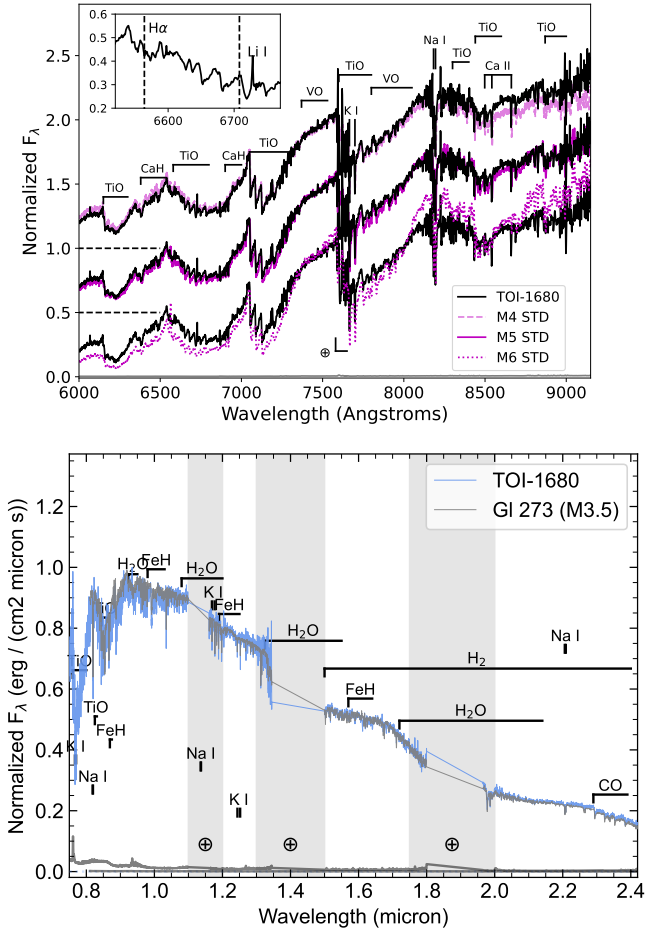 0.6
0.5
0.4
0.3
0.2
Hα
Li I
6600
6700
2.5
2.0
1.5
1.0
0.5
0.0
Normalized Fλ
TiO
CaH
TiO
CaH
TiO
VO
TiO
K I
VO
Na I
TiO
TiO
Ca II
TiO
⊕
TOI-1680
M4 STD
M5 STD
M6 STD
6000
6500
7000
7500
8000
8500
9000
Wavelength (Angstroms)
TOI-1680
Gl 273 (M3.5)
1.2
1.0
0.8
0.6
0.4
0.2
0.0
Normalized Fλ (erg / (cm2 micron s))
H2O
FeH
H2O
TiO
K I
FeH
H2O
Na I
TiO
H2
FeH
TiO
H2O
FeH
K I
Na I
Na I
K I
CO
⊕
⊕
⊕
0.8
1.0
1.2
1.4
1.6
1.8
2.0
2.2
2.4
Wavelength (micron)